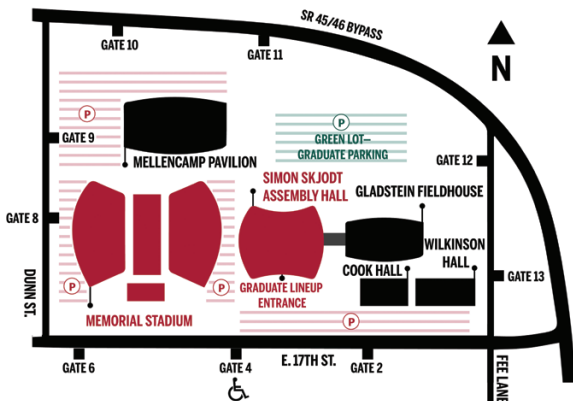 SR 45/46 BYPASS
GATE 10
GATE 11
N
P
P
GREEN LOT—
GRADUATE PARKING
GATE 9
MELLENCAMP PAVILION
GATE 12
SIMON SKJODT
ASSEMBLY HALL
GLADSTEIN FIELDHOUSE
GATE 8
WILKINSON
HALL
COOK HALL
GATE 13
DUNN ST.
P
P
GRADUATE LINEUP
ENTRANCE
MEMORIAL STADIUM
P
E. 17TH ST.
GATE 6
GATE 4
GATE 2
FEE LANE